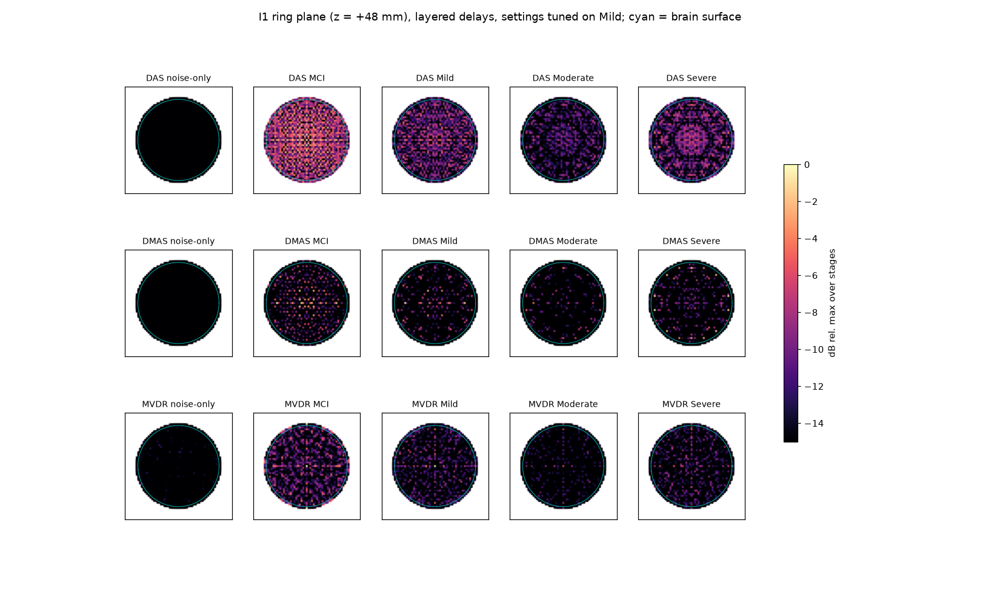 I1 ring plane (z = +48 mm), layered delays, settings tuned on Mild; cyan = brain surface
DAS noise-only
DAS MCI
DAS Mild
DAS Moderate
DAS Severe
DMAS noise-only
DMAS MCI
DMAS Mild
DMAS Moderate
DMAS Severe
MVDR noise-only
MVDR MCI
MVDR Mild
MVDR Moderate
MVDR Severe
0
−2
−4
−6
−8
−10
−12
−14
dB rel. max over stages